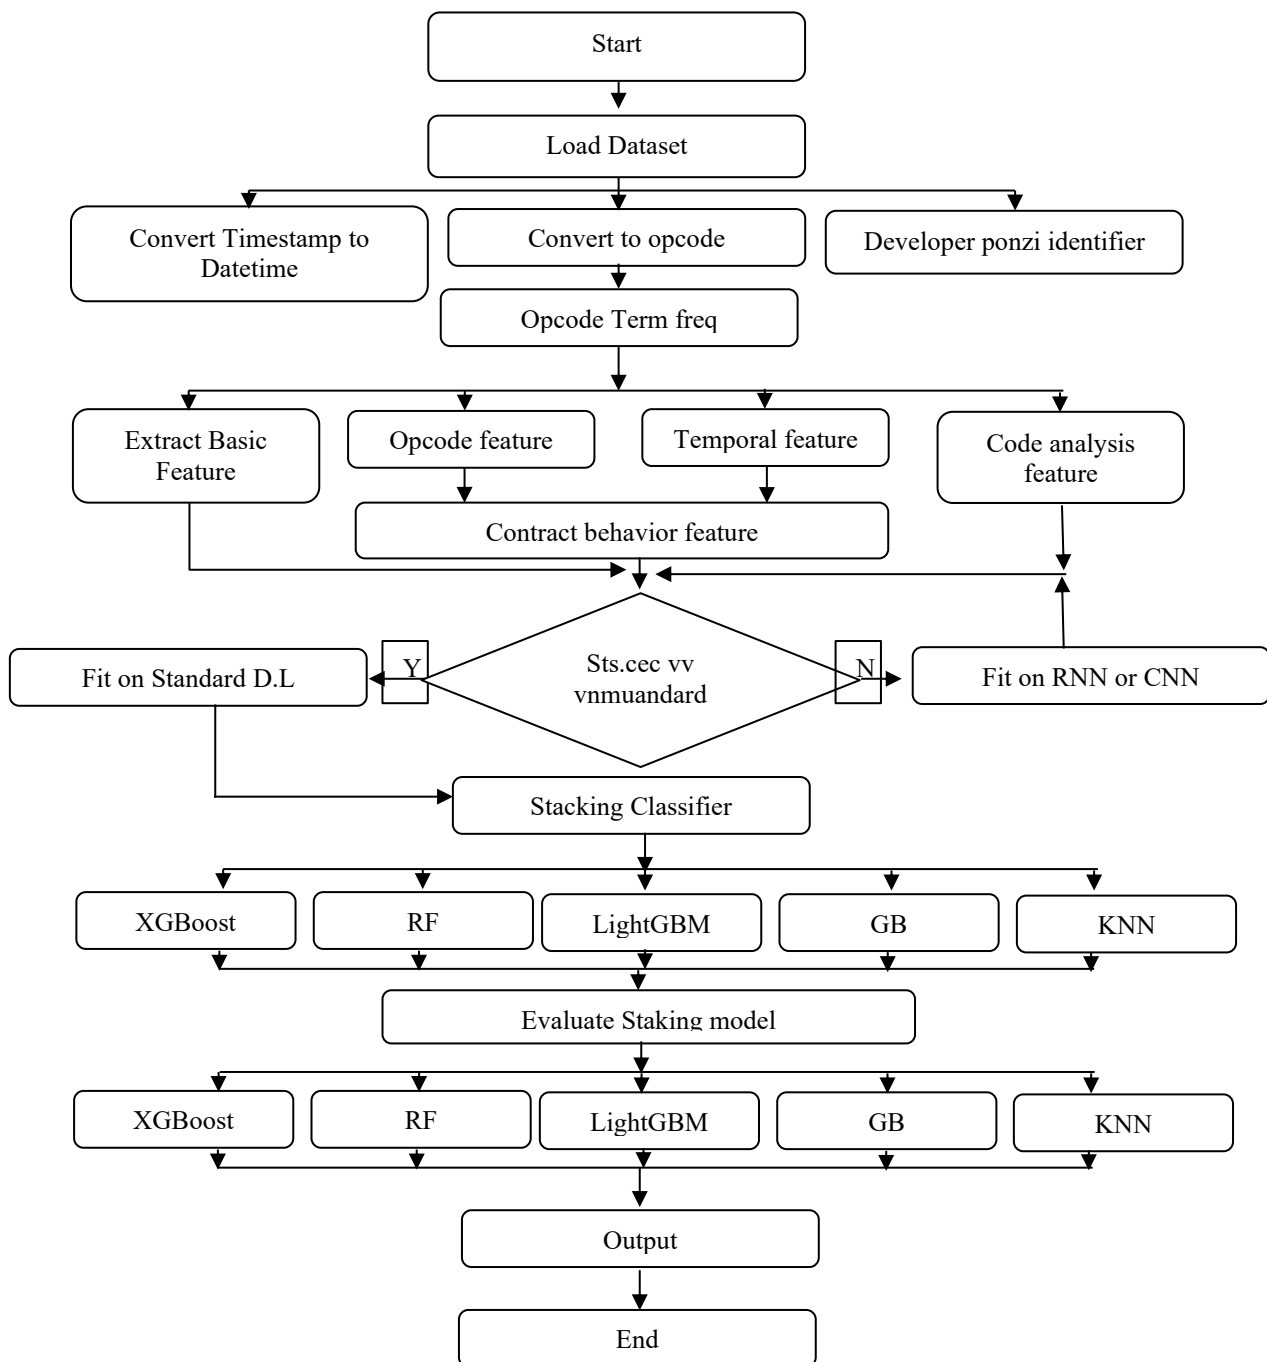 Start
Load Dataset
Convert Timestamp to
Datetime
Convert to opcode
Developer ponzi identifier
Opcode Term freq
Extract Basic
Feature
Opcode feature
Temporal feature
Code analysis
feature
Contract behavior feature
Sts.cec vv
vnmuandard
Y
N
Fit on Standard D.L
Fit on RNN or CNN
Stacking Classifier
XGBoost
RF
LightGBM
GB
KNN
Evaluate Staking model
XGBoost
RF
LightGBM
GB
KNN
Output
End